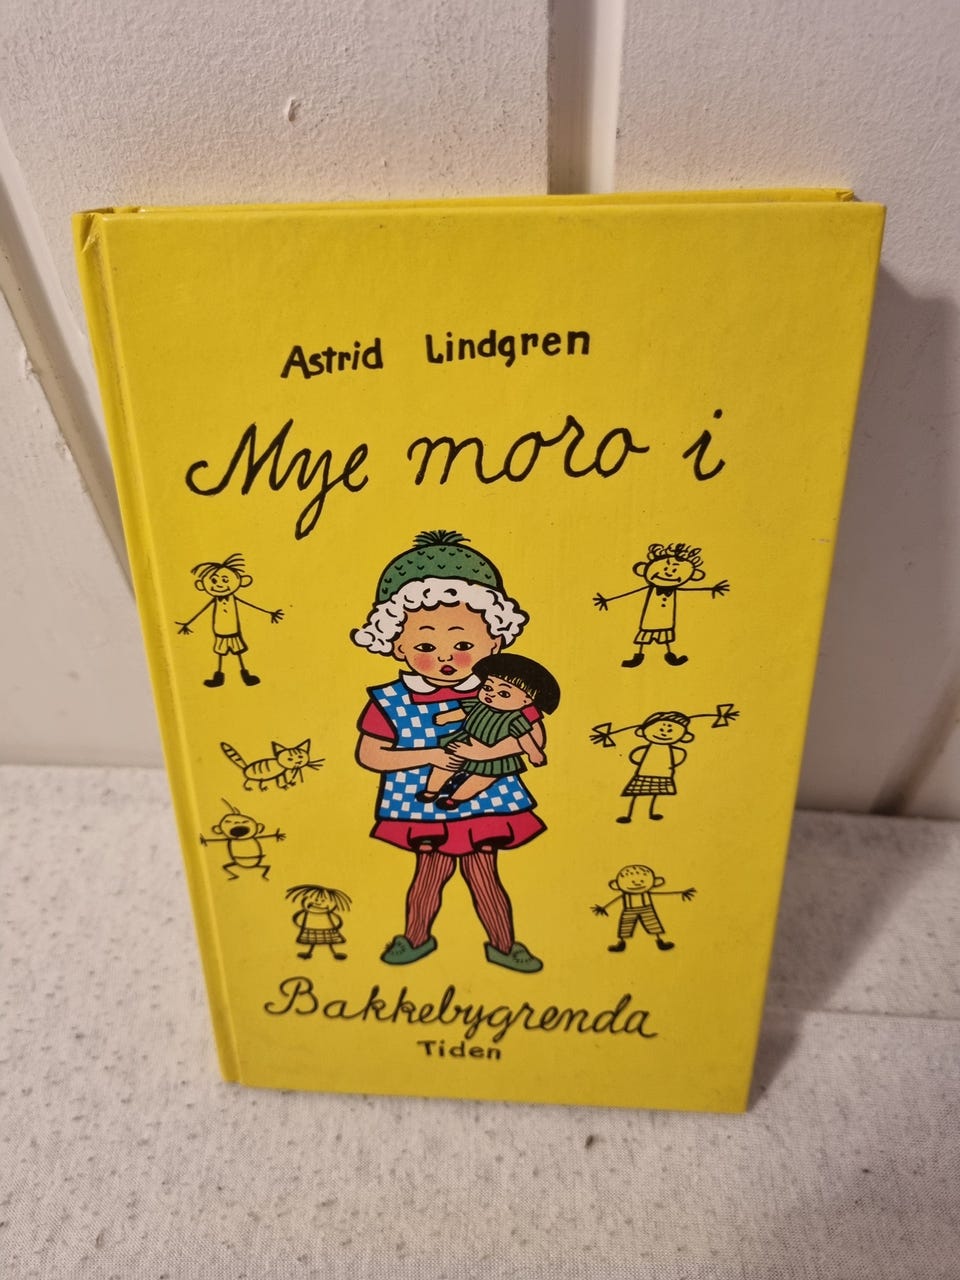 Astrid Lindgren
Mye moro i
Bakkebygrenda
Tiden